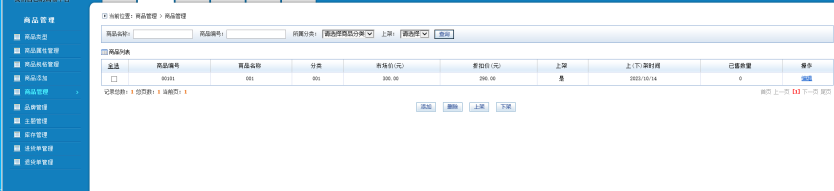 商品管理
商品类型
商品属性管理
商品规格管理
商品添加
商品管理
品牌管理
主题管理
库存管理
进货单管理
退货单管理
当前位置: 商品管理 > 商品管理
商品名称: 商品编号: 所属分类: 请选择商品分类 上架: 请选择 查询
商品列表
全选 商品编号 商品名称 分类 市场价(元) 折扣价(元) 上架 上(下)架时间 已售数量 操作
00101 001 001 300.00 290.00 是 2023/10/14 0 编辑
记录总数: 1 总页数: 1 当前页: 1 首页 上一页 [1] 下一页 尾页
添加 删除 上架 下架